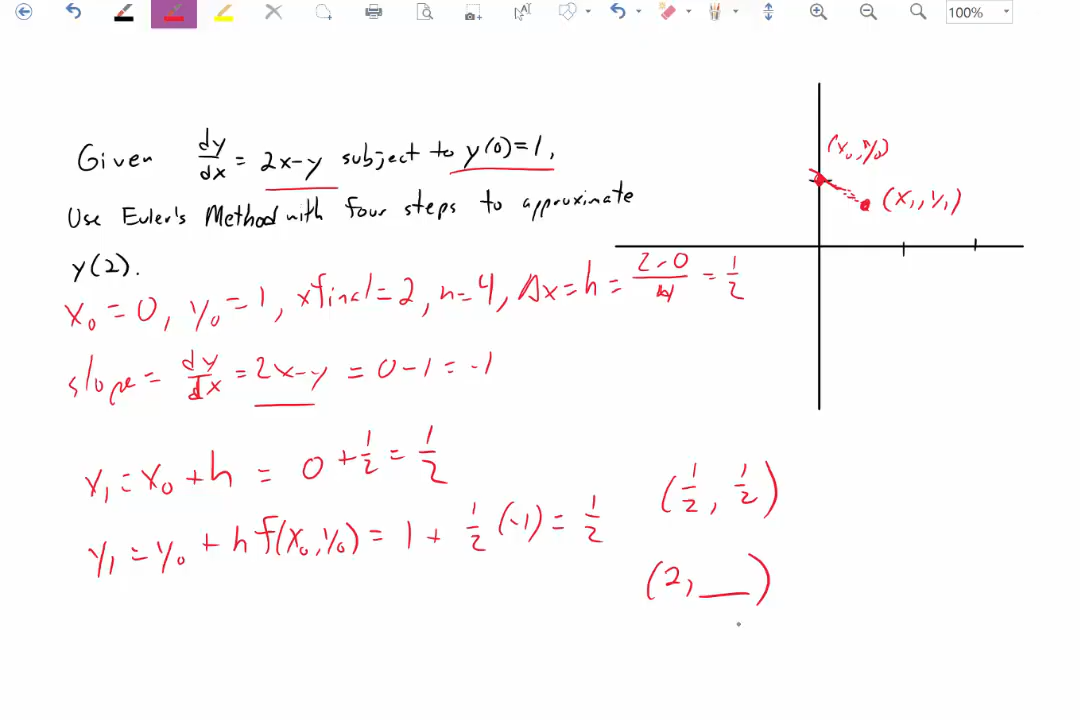 100%
Given dy/dx = 2x-y subject to y(0)=1,
Use Euler's Method with four steps to approximate
y(2).
x₀ = 0, y₀ = 1, xfinal = 2, n = 4, Δx = h = (2-0)/4 = 1/2
slope = dy/dx = 2x-y = 0-1 = -1
x₁ = x₀ + h = 0 + 1/2 = 1/2
y₁ = y₀ + h f(x₀, y₀) = 1 + 1/2 (-1) = 1/2
(1/2, 1/2)
(2, __)
(x₀, y₀)
(x₁, y₁)